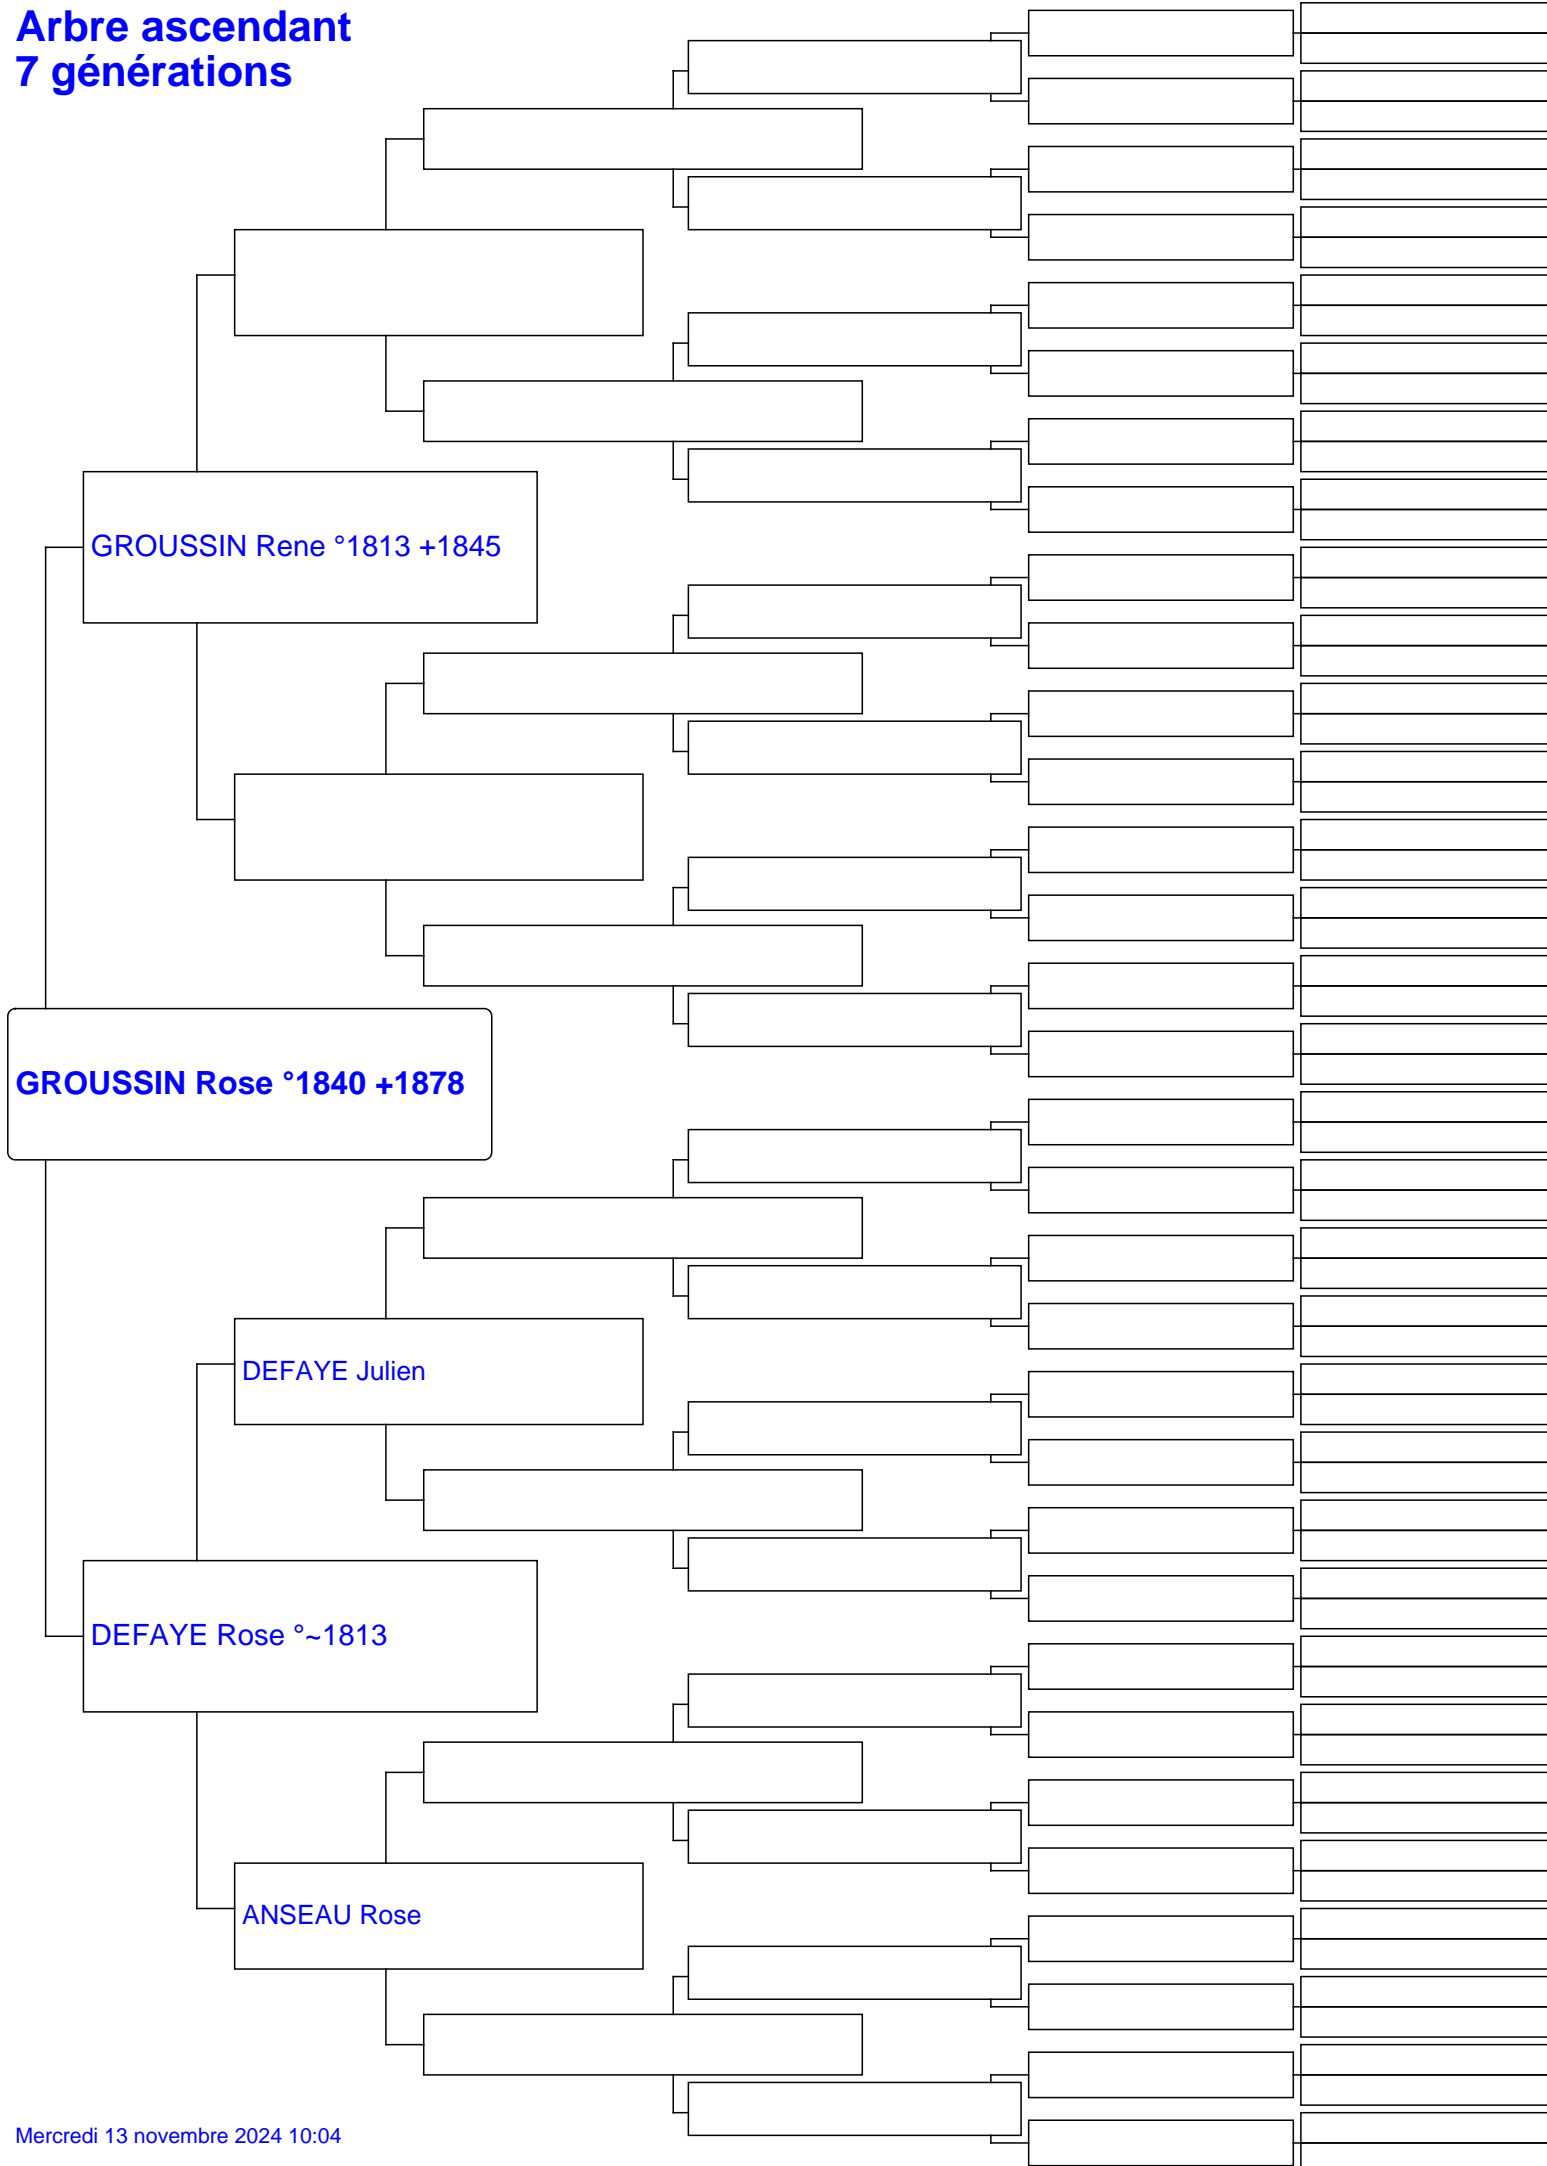 Arbre ascendant
7 générations
GROUSSIN Rene °1813 +1845
GROUSSIN Rose °1840 +1878
DEFAYE Julien
DEFAYE Rose °~1813
ANSEAU Rose
Mercredi 13 novembre 2024 10:04